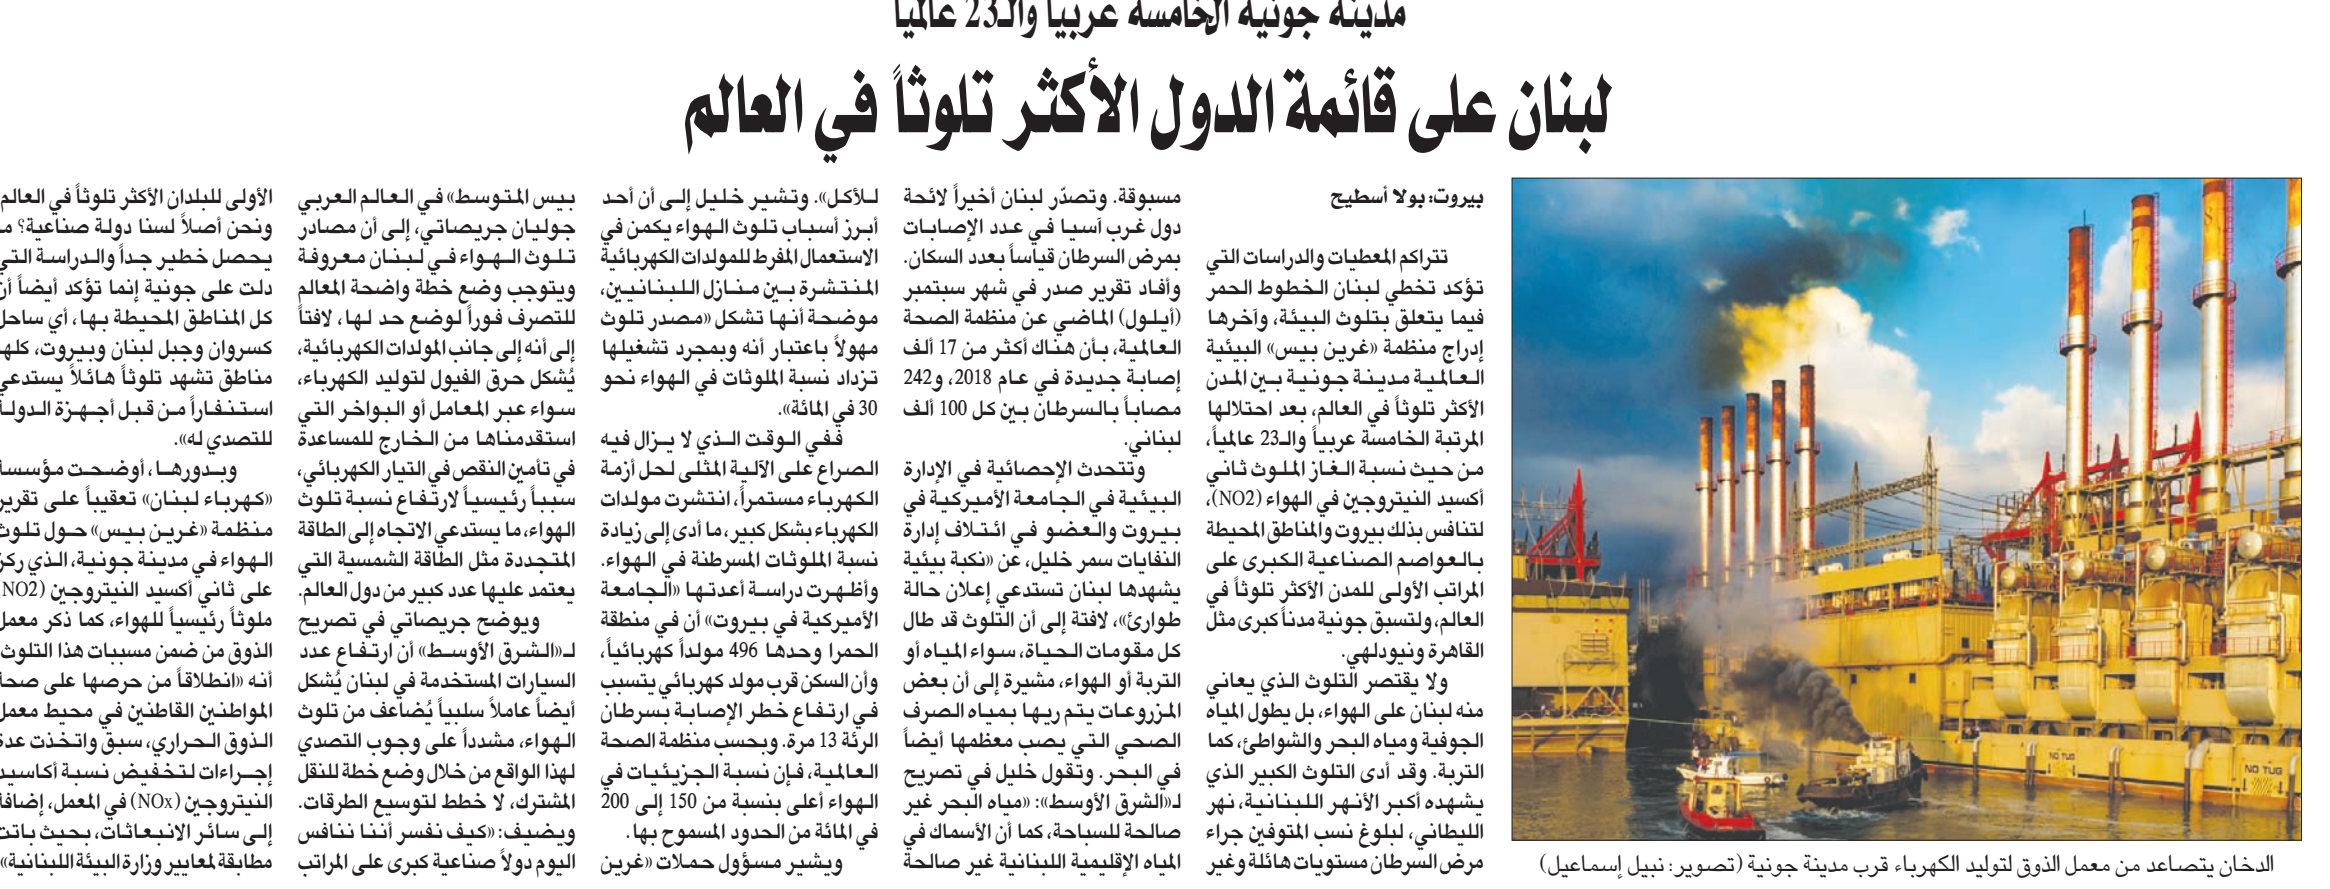 مدينة جونية الخامسة عربياً والـ23 عالمياً
لبنان على قائمة الدول الأكثر تلوثاً في العالم
بيروت: بولا أسطيح
تتراكم المعطيات والدراسات التي
تؤكد تخطي لبنان الخطوط الحمر
فيما يتعلق بتلوث البيئة، وآخرها
إدراج منظمة «غرين بيس» البيئية
العالمية مدينة جونية بين المدن
الأكثر تلوثاً في العالم، بعد احتلالها
المرتبة الخامسة عربياً والـ23 عالمياً،
من حيث نسبة الغاز الملوث ثاني
أكسيد النيتروجين في الهواء (NO2)،
لتنافس بذلك بيروت والمناطق المحيطة
بالعواصم الصناعية الكبرى على
المراتب الأولى للمدن الأكثر تلوثاً في
العالم، ولتسبق جونية مدناً كبرى مثل
القاهرة ونيودلهي.
ولا يقتصر التلوث الذي يعاني
منه لبنان على الهواء، بل يطول المياه
الجوفية ومياه البحر والشواطئ، كما
التربة. وقد أدى التلوث الكبير الذي
يشهده أكبر الأنهر اللبنانية، نهر
الليطاني، لبلوغ نسب المتوفين جراء
مرض السرطان مستويات هائلة وغير
مسبوقة. وتصدّر لبنان أخيراً لائحة
دول غرب آسيا في عدد الإصابات
بمرض السرطان قياساً بعدد السكان.
وأفاد تقرير صدر في شهر سبتمبر
(أيلول) الماضي عن منظمة الصحة
العالمية، بأن هناك أكثر من 17 ألف
إصابة جديدة في عام 2018، و242
مصاباً بالسرطان بين كل 100 ألف
لبناني.
وتتحدث الإحصائية في الإدارة
البيئية في الجامعة الأميركية في
بيروت والعضو في ائتلاف إدارة
النفايات سمر خليل، عن «نكبة بيئية
يشهدها لبنان تستدعي إعلان حالة
طوارئ»، لافتة إلى أن التلوث قد طال
كل مقومات الحياة، سواء المياه أو
التربة أو الهواء، مشيرة إلى أن بعض
المزروعات يتم ريها بمياه الصرف
الصحي التي يصب معظمها أيضاً
في البحر. وتقول خليل في تصريح
لـ«الشرق الأوسط»: «مياه البحر غير
صالحة للسباحة، كما أن الأسماك في
المياه الإقليمية اللبنانية غير صالحة
للأكل». وتشير خليل إلى أن أحد
أبرز أسباب تلوث الهواء يكمن في
الاستعمال المفرط للمولدات الكهربائية
المنتشرة بين منازل اللبنانيين،
موضحة أنها تشكل «مصدر تلوث
مهولاً باعتبار أنه وبمجرد تشغيلها
تزداد نسبة الملوثات في الهواء نحو
30 في المائة».
ففي الوقت الذي لا يزال فيه
الصراع على الآلية المثلى لحل أزمة
الكهرباء مستمراً، انتشرت مولدات
الكهرباء بشكل كبير، ما أدى إلى زيادة
نسبة الملوثات المسرطنة في الهواء.
وأظهرت دراسة أعدتها «الجامعة
الأميركية في بيروت» أن في منطقة
الحمرا وحدها 496 مولداً كهربائياً،
وأن السكن قرب مولد كهربائي يتسبب
في ارتفاع خطر الإصابة بسرطان
الرئة 13 مرة. وبحسب منظمة الصحة
العالمية، فإن نسبة الجزيئيات في
الهواء أعلى بنسبة من 150 إلى 200
في المائة من الحدود المسموح بها.
ويشير مسؤول حملات «غرين
بيس المتوسط» في العالم العربي
جوليان جريصاتي، إلى أن مصادر
تلوث الهواء في لبنان معروفة
ويتوجب وضع خطة واضحة المعالم
للتصرف فوراً لوضع حد لها، لافتاً
إلى أنه إلى جانب المولدات الكهربائية،
يُشكل حرق الفيول لتوليد الكهرباء،
سواء عبر المعامل أو البواخر التي
استقدمناها من الخارج للمساعدة
في تأمين النقص في التيار الكهربائي،
سبباً رئيسياً لارتفاع نسبة تلوث
الهواء، ما يستدعي الاتجاه إلى الطاقة
المتجددة مثل الطاقة الشمسية التي
يعتمد عليها عدد كبير من دول العالم.
ويوضح جريصاتي في تصريح
لـ«الشرق الأوسط» أن ارتفاع عدد
السيارات المستخدمة في لبنان يُشكل
أيضاً عاملاً سلبياً يُضاعف من تلوث
الهواء، مشدداً على وجوب التصدي
لهذا الواقع من خلال وضع خطة للنقل
المشترك، لا خطط لتوسيع الطرقات.
ويضيف: «كيف نفسر أننا ننافس
اليوم دولاً صناعية كبرى على المراتب
الأولى للبلدان الأكثر تلوثاً في العالم
ونحن أصلاً لسنا دولة صناعية؟ ما
يحصل خطير جداً والدراسة التي
دلت على جونية إنما تؤكد أيضاً أن
كل المناطق المحيطة بها، أي ساحل
كسروان وجبل لبنان وبيروت، كلها
مناطق تشهد تلوثاً هائلاً يستدعي
استنفاراً من قبل أجهزة الدولة
للتصدي له».
وبدورها، أوضحت مؤسسة
«كهرباء لبنان» تعقيباً على تقرير
منظمة «غرين بيس» حول تلوث
الهواء في مدينة جونية، الذي ركز
على ثاني أكسيد النيتروجين (NO2)
ملوثاً رئيسياً للهواء، كما ذكر معمل
الذوق من ضمن مسببات هذا التلوث،
أنه «انطلاقاً من حرصها على صحة
المواطنين القاطنين في محيط معمل
الذوق الحراري، سبق واتخذت عدة
إجراءات لتخفيض نسبة أكاسيد
النيتروجين (NOx) في المعمل، إضافة
إلى سائر الانبعاثات، بحيث باتت
مطابقة لمعايير وزارة البيئة اللبنانية».
NO TUG
NO TUG
الدخان يتصاعد من معمل الذوق لتوليد الكهرباء قرب مدينة جونية (تصوير: نبيل إسماعيل)